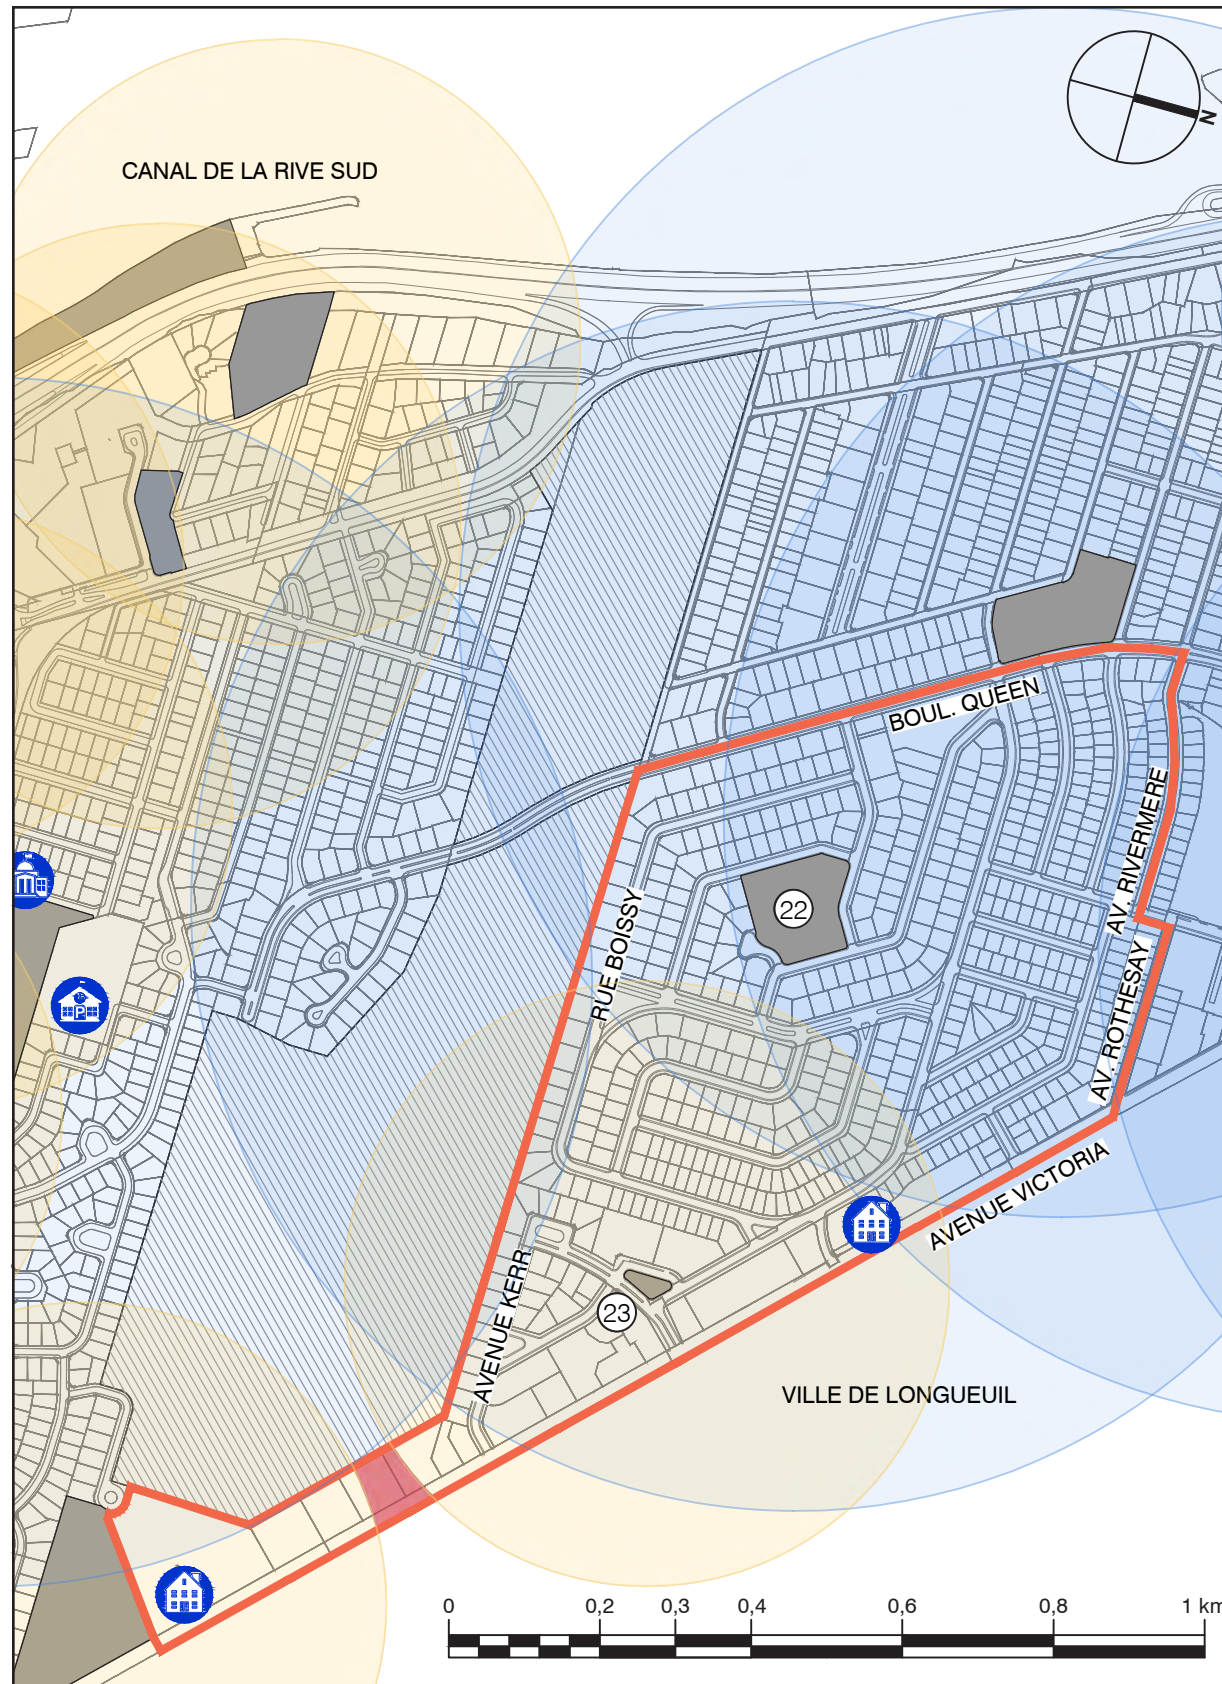 N
CANAL DE LA RIVE SUD
BOUL. QUEEN
AV. RIVERMERE
22
RUE BOISSY
AV. ROTHESAY
AVENUE VICTORIA
AVENUE KERR
23
VILLE DE LONGUEUIL
0 0,2 0,3 0,4 0,6 0,8 1 km
P